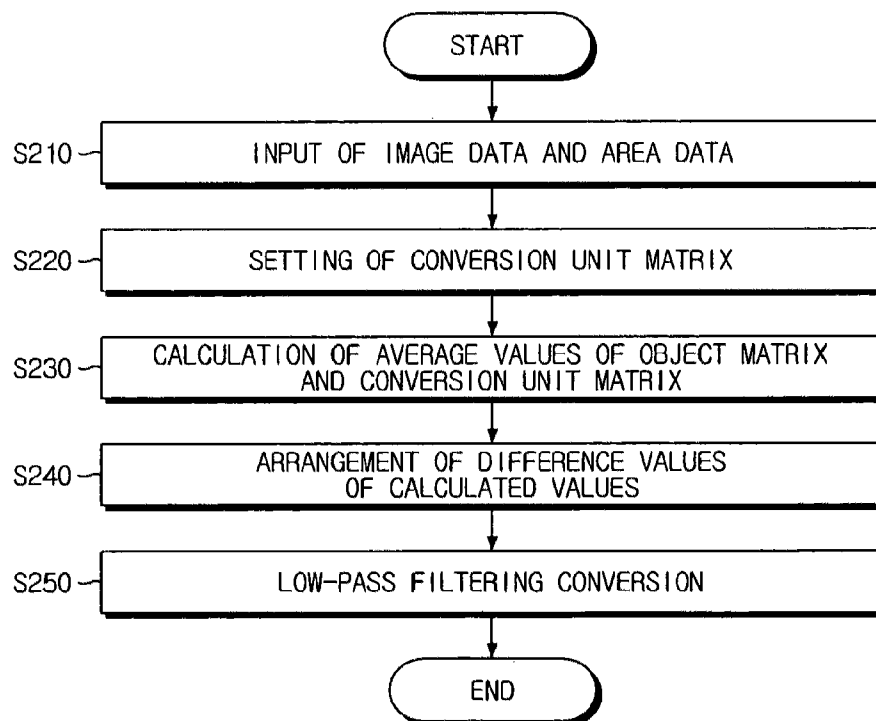 START
S210 INPUT OF IMAGE DATA AND AREA DATA
S220 SETTING OF CONVERSION UNIT MATRIX
S230 CALCULATION OF AVERAGE VALUES OF OBJECT MATRIX
AND CONVERSION UNIT MATRIX
S240 ARRANGEMENT OF DIFFERENCE VALUES
OF CALCULATED VALUES
S250 LOW-PASS FILTERING CONVERSION
END